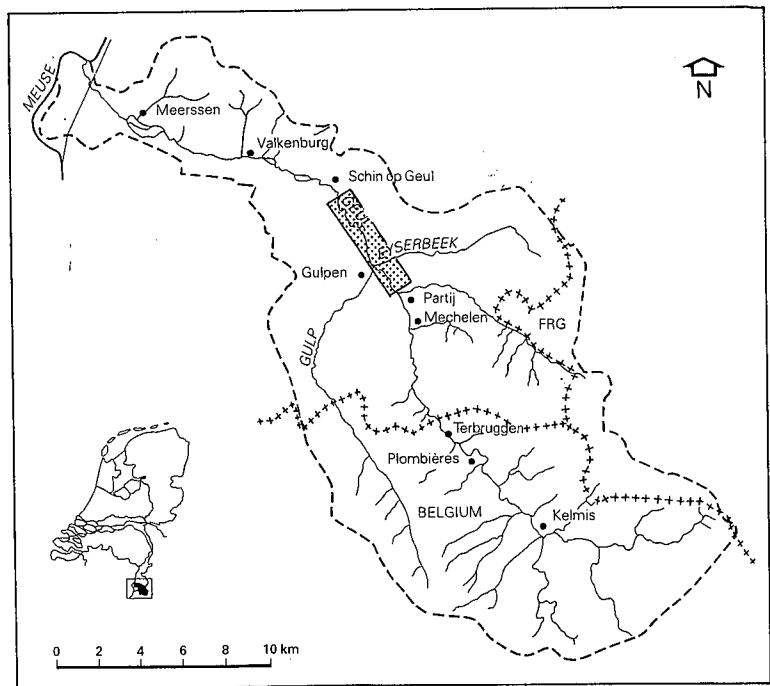 MEUSE
N
Meerssen
Valkenburg
Schin op Geul
GEUL
EYSERBEEK
Gulpen
Partij
Mechelen
FRG
GULP
Terbruggen
Plombières
BELGIUM
Kelmis
0 2 4 6 8 10 km